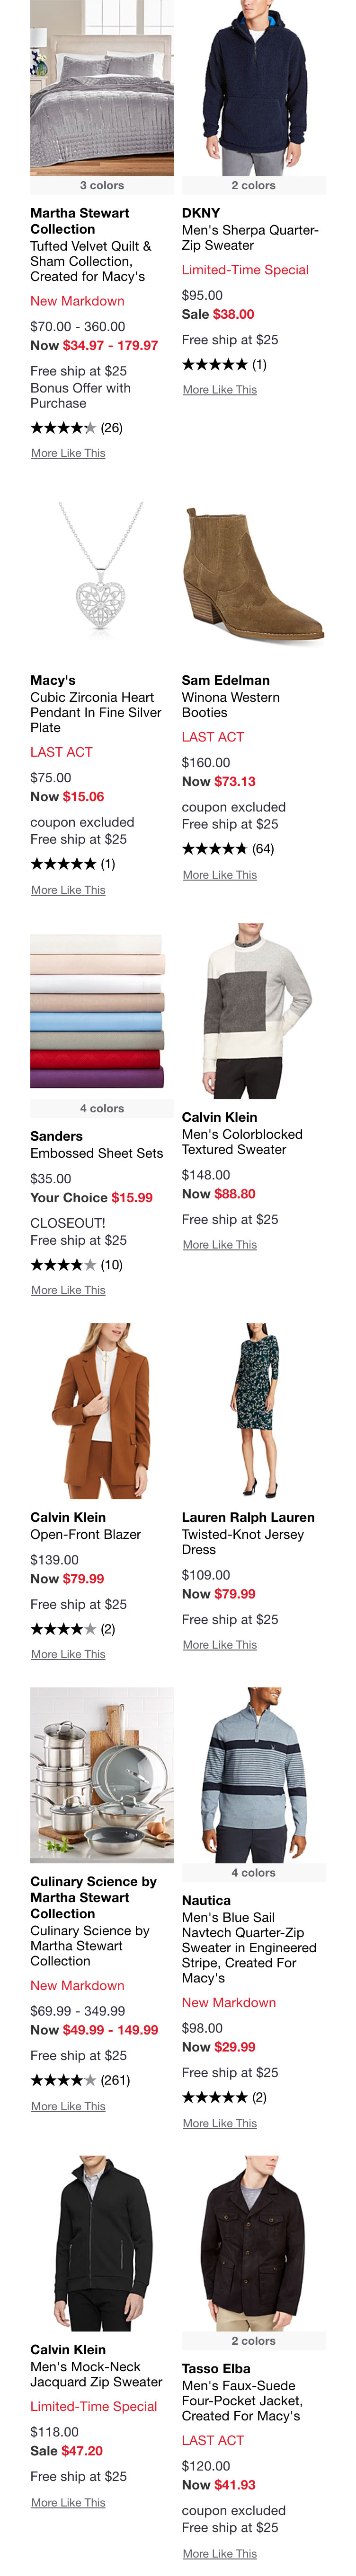 3 colors
Martha Stewart
Collection
Tufted Velvet Quilt &
Sham Collection,
Created for Macy's
New Markdown
$70.00 - 360.00
Now $34.97 - 179.97
Free ship at $25
Bonus Offer with
Purchase
(26)
More Like This
2 colors
DKNY
Men's Sherpa Quarter-
Zip Sweater
Limited-Time Special
$95.00
Sale $38.00
Free ship at $25
(1)
More Like This
Macy's
Cubic Zirconia Heart
Pendant In Fine Silver
Plate
LAST ACT
$75.00
Now $15.06
coupon excluded
Free ship at $25
(1)
More Like This
Sam Edelman
Winona Western
Booties
LAST ACT
$160.00
Now $73.13
coupon excluded
Free ship at $25
(64)
More Like This
4 colors
Sanders
Embossed Sheet Sets
$35.00
Your Choice $15.99
CLOSEOUT!
Free ship at $25
(10)
More Like This
Calvin Klein
Men's Colorblocked
Textured Sweater
$148.00
Now $88.80
Free ship at $25
More Like This
Calvin Klein
Open-Front Blazer
$139.00
Now $79.99
Free ship at $25
(2)
More Like This
Lauren Ralph Lauren
Twisted-Knot Jersey
Dress
$109.00
Now $79.99
Free ship at $25
More Like This
Culinary Science by
Martha Stewart
Collection
Culinary Science by
Martha Stewart
Collection
New Markdown
$69.99 - 349.99
Now $49.99 - 149.99
Free ship at $25
(261)
More Like This
4 colors
Nautica
Men's Blue Sail
Navtech Quarter-Zip
Sweater in Engineered
Stripe, Created For
Macy's
New Markdown
$98.00
Now $29.99
Free ship at $25
(2)
More Like This
Calvin Klein
Men's Mock-Neck
Jacquard Zip Sweater
Limited-Time Special
$118.00
Sale $47.20
Free ship at $25
More Like This
2 colors
Tasso Elba
Men's Faux-Suede
Four-Pocket Jacket,
Created For Macy's
LAST ACT
$120.00
Now $41.93
coupon excluded
Free ship at $25
More Like This